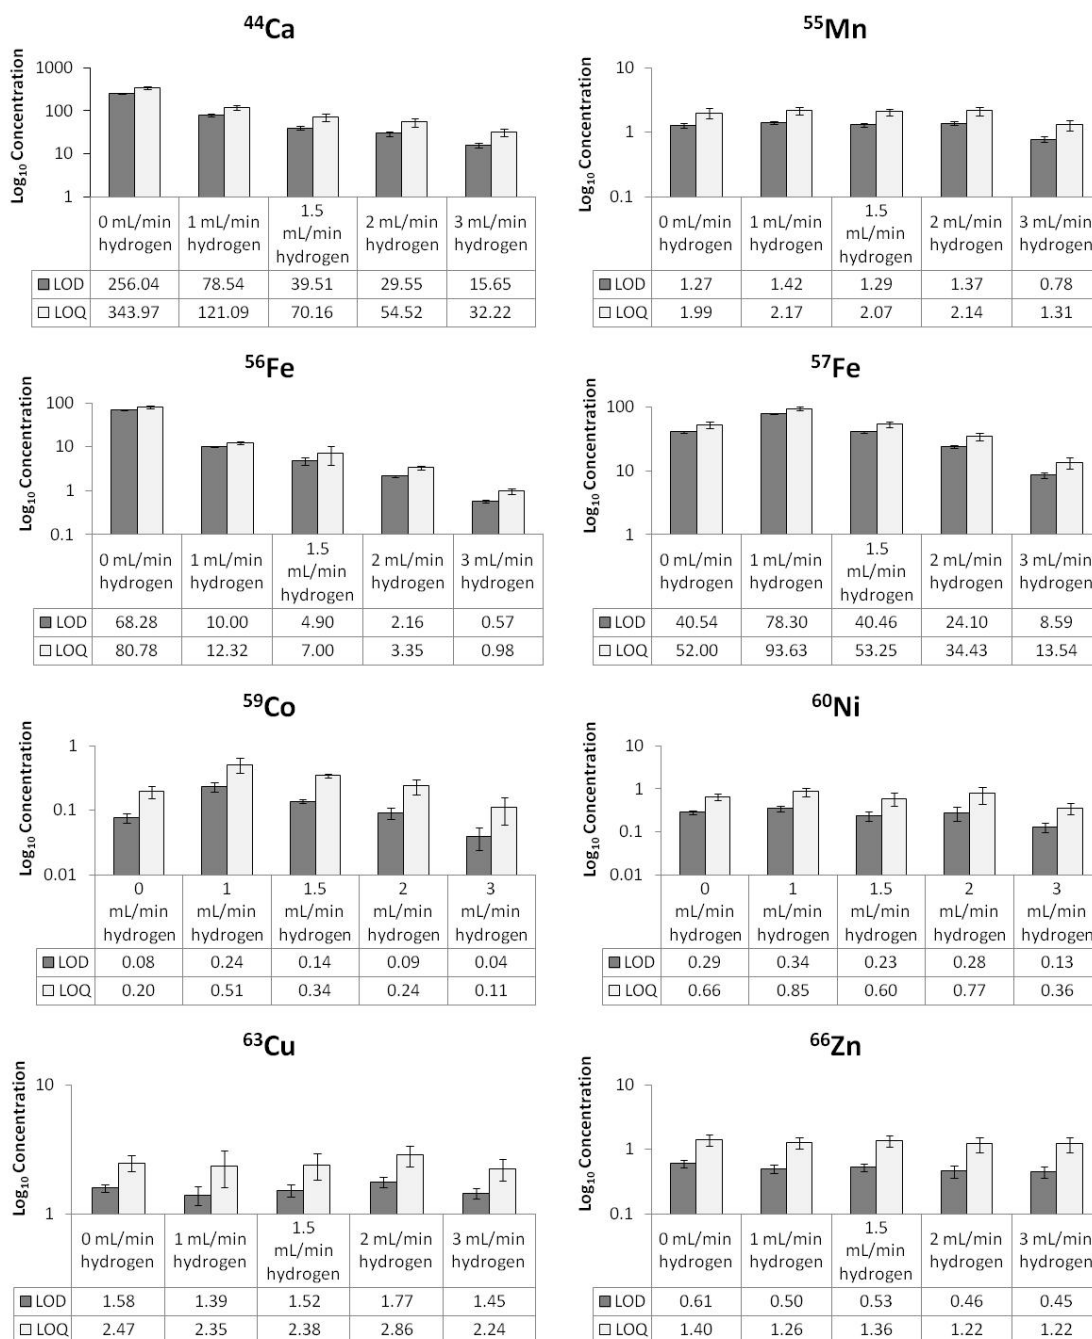 ⁴⁴Ca
Log₁₀ Concentration
1000
100
10
1
0 mL/min hydrogen
1 mL/min hydrogen
1.5 mL/min hydrogen
2 mL/min hydrogen
3 mL/min hydrogen
LOD 256.04 78.54 39.51 29.55 15.65
LOQ 343.97 121.09 70.16 54.52 32.22
⁵⁵Mn
Log₁₀ Concentration
10
1
0.1
0 mL/min hydrogen
1 mL/min hydrogen
1.5 mL/min hydrogen
2 mL/min hydrogen
3 mL/min hydrogen
LOD 1.27 1.42 1.29 1.37 0.78
LOQ 1.99 2.17 2.07 2.14 1.31
⁵⁶Fe
Log₁₀ Concentration
100
10
1
0.1
0 mL/min hydrogen
1 mL/min hydrogen
1.5 mL/min hydrogen
2 mL/min hydrogen
3 mL/min hydrogen
LOD 68.28 10.00 4.90 2.16 0.57
LOQ 80.78 12.32 7.00 3.35 0.98
⁵⁷Fe
Log₁₀ Concentration
100
10
1
0 mL/min hydrogen
1 mL/min hydrogen
1.5 mL/min hydrogen
2 mL/min hydrogen
3 mL/min hydrogen
LOD 40.54 78.30 40.46 24.10 8.59
LOQ 52.00 93.63 53.25 34.43 13.54
⁵⁹Co
Log₁₀ Concentration
1
0.1
0.01
0 mL/min hydrogen
1 mL/min hydrogen
1.5 mL/min hydrogen
2 mL/min hydrogen
3 mL/min hydrogen
LOD 0.08 0.24 0.14 0.09 0.04
LOQ 0.20 0.51 0.34 0.24 0.11
⁶⁰Ni
Log₁₀ Concentration
10
1
0.1
0.01
0 mL/min hydrogen
1 mL/min hydrogen
1.5 mL/min hydrogen
2 mL/min hydrogen
3 mL/min hydrogen
LOD 0.29 0.34 0.23 0.28 0.13
LOQ 0.66 0.85 0.60 0.77 0.36
⁶³Cu
Log₁₀ Concentration
10
1
0 mL/min hydrogen
1 mL/min hydrogen
1.5 mL/min hydrogen
2 mL/min hydrogen
3 mL/min hydrogen
LOD 1.58 1.39 1.52 1.77 1.45
LOQ 2.47 2.35 2.38 2.86 2.24
⁶⁶Zn
Log₁₀ Concentration
10
1
0.1
0 mL/min hydrogen
1 mL/min hydrogen
1.5 mL/min hydrogen
2 mL/min hydrogen
3 mL/min hydrogen
LOD 0.61 0.50 0.53 0.46 0.45
LOQ 1.40 1.26 1.36 1.22 1.22